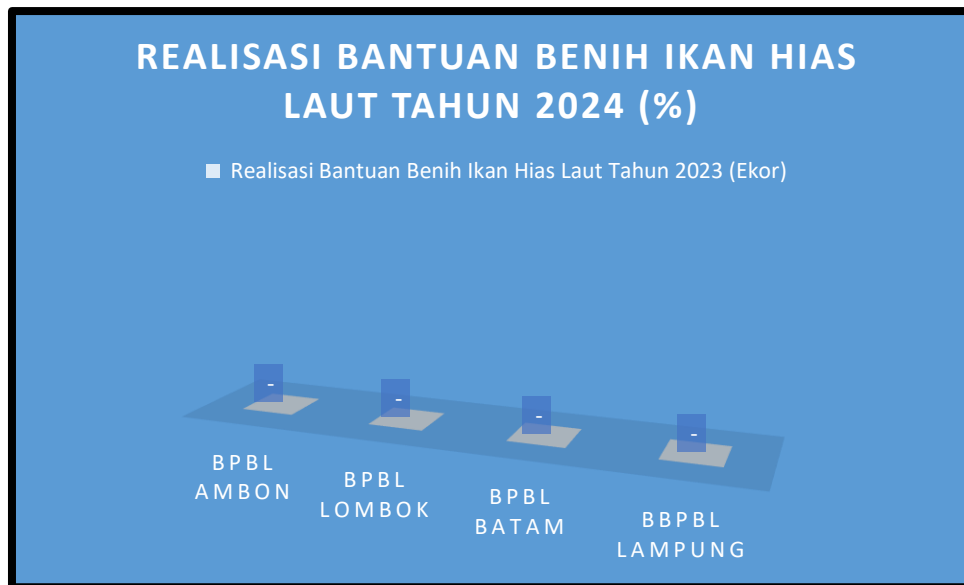 REALISASI BANTUAN BENIH IKAN HIAS
LAUT TAHUN 2024 (%)
Realisasi Bantuan Benih Ikan Hias Laut Tahun 2023 (Ekor)
-
-
-
-
BPBL
AMBON
BPBL
LOMBOK
BPBL
BATAM
BBPBL
LAMPUNG